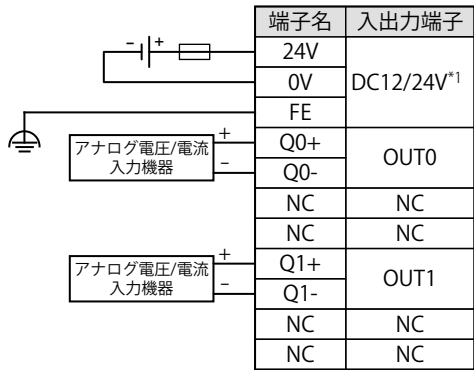 端子名 入出力端子
- + 24V
0V DC12/24V*1
FE
アナログ電圧/電流
入力機器
+ Q0+
- Q0-
OUT0
NC NC
NC NC
アナログ電圧/電流
入力機器
+ Q1+
- Q1-
OUT1
NC NC
NC NC